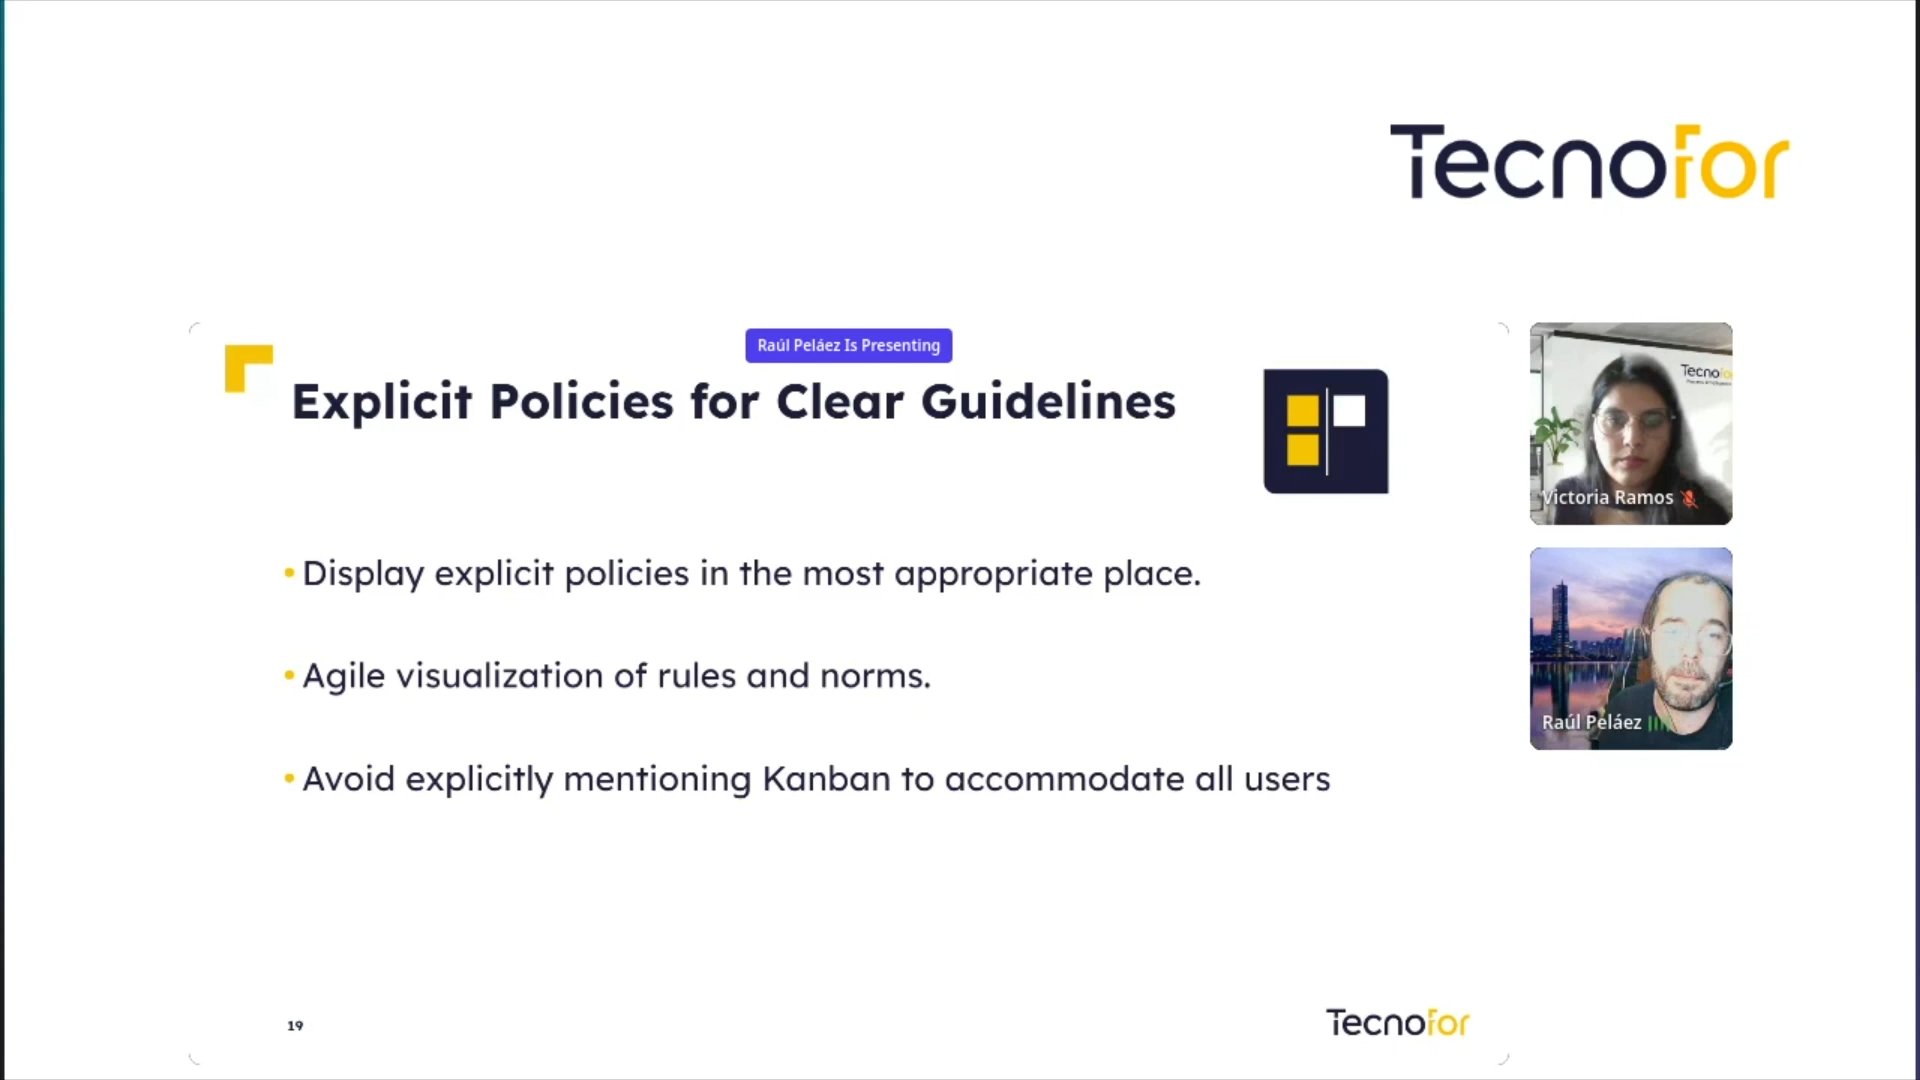 Tecnofor
Raúl Peláez Is Presenting
Explicit Policies for Clear Guidelines
• Display explicit policies in the most appropriate place.
• Agile visualization of rules and norms.
• Avoid explicitly mentioning Kanban to accommodate all users
19
Tecnofor
Tecnofo
Victoria Ramos
Raúl Peláez